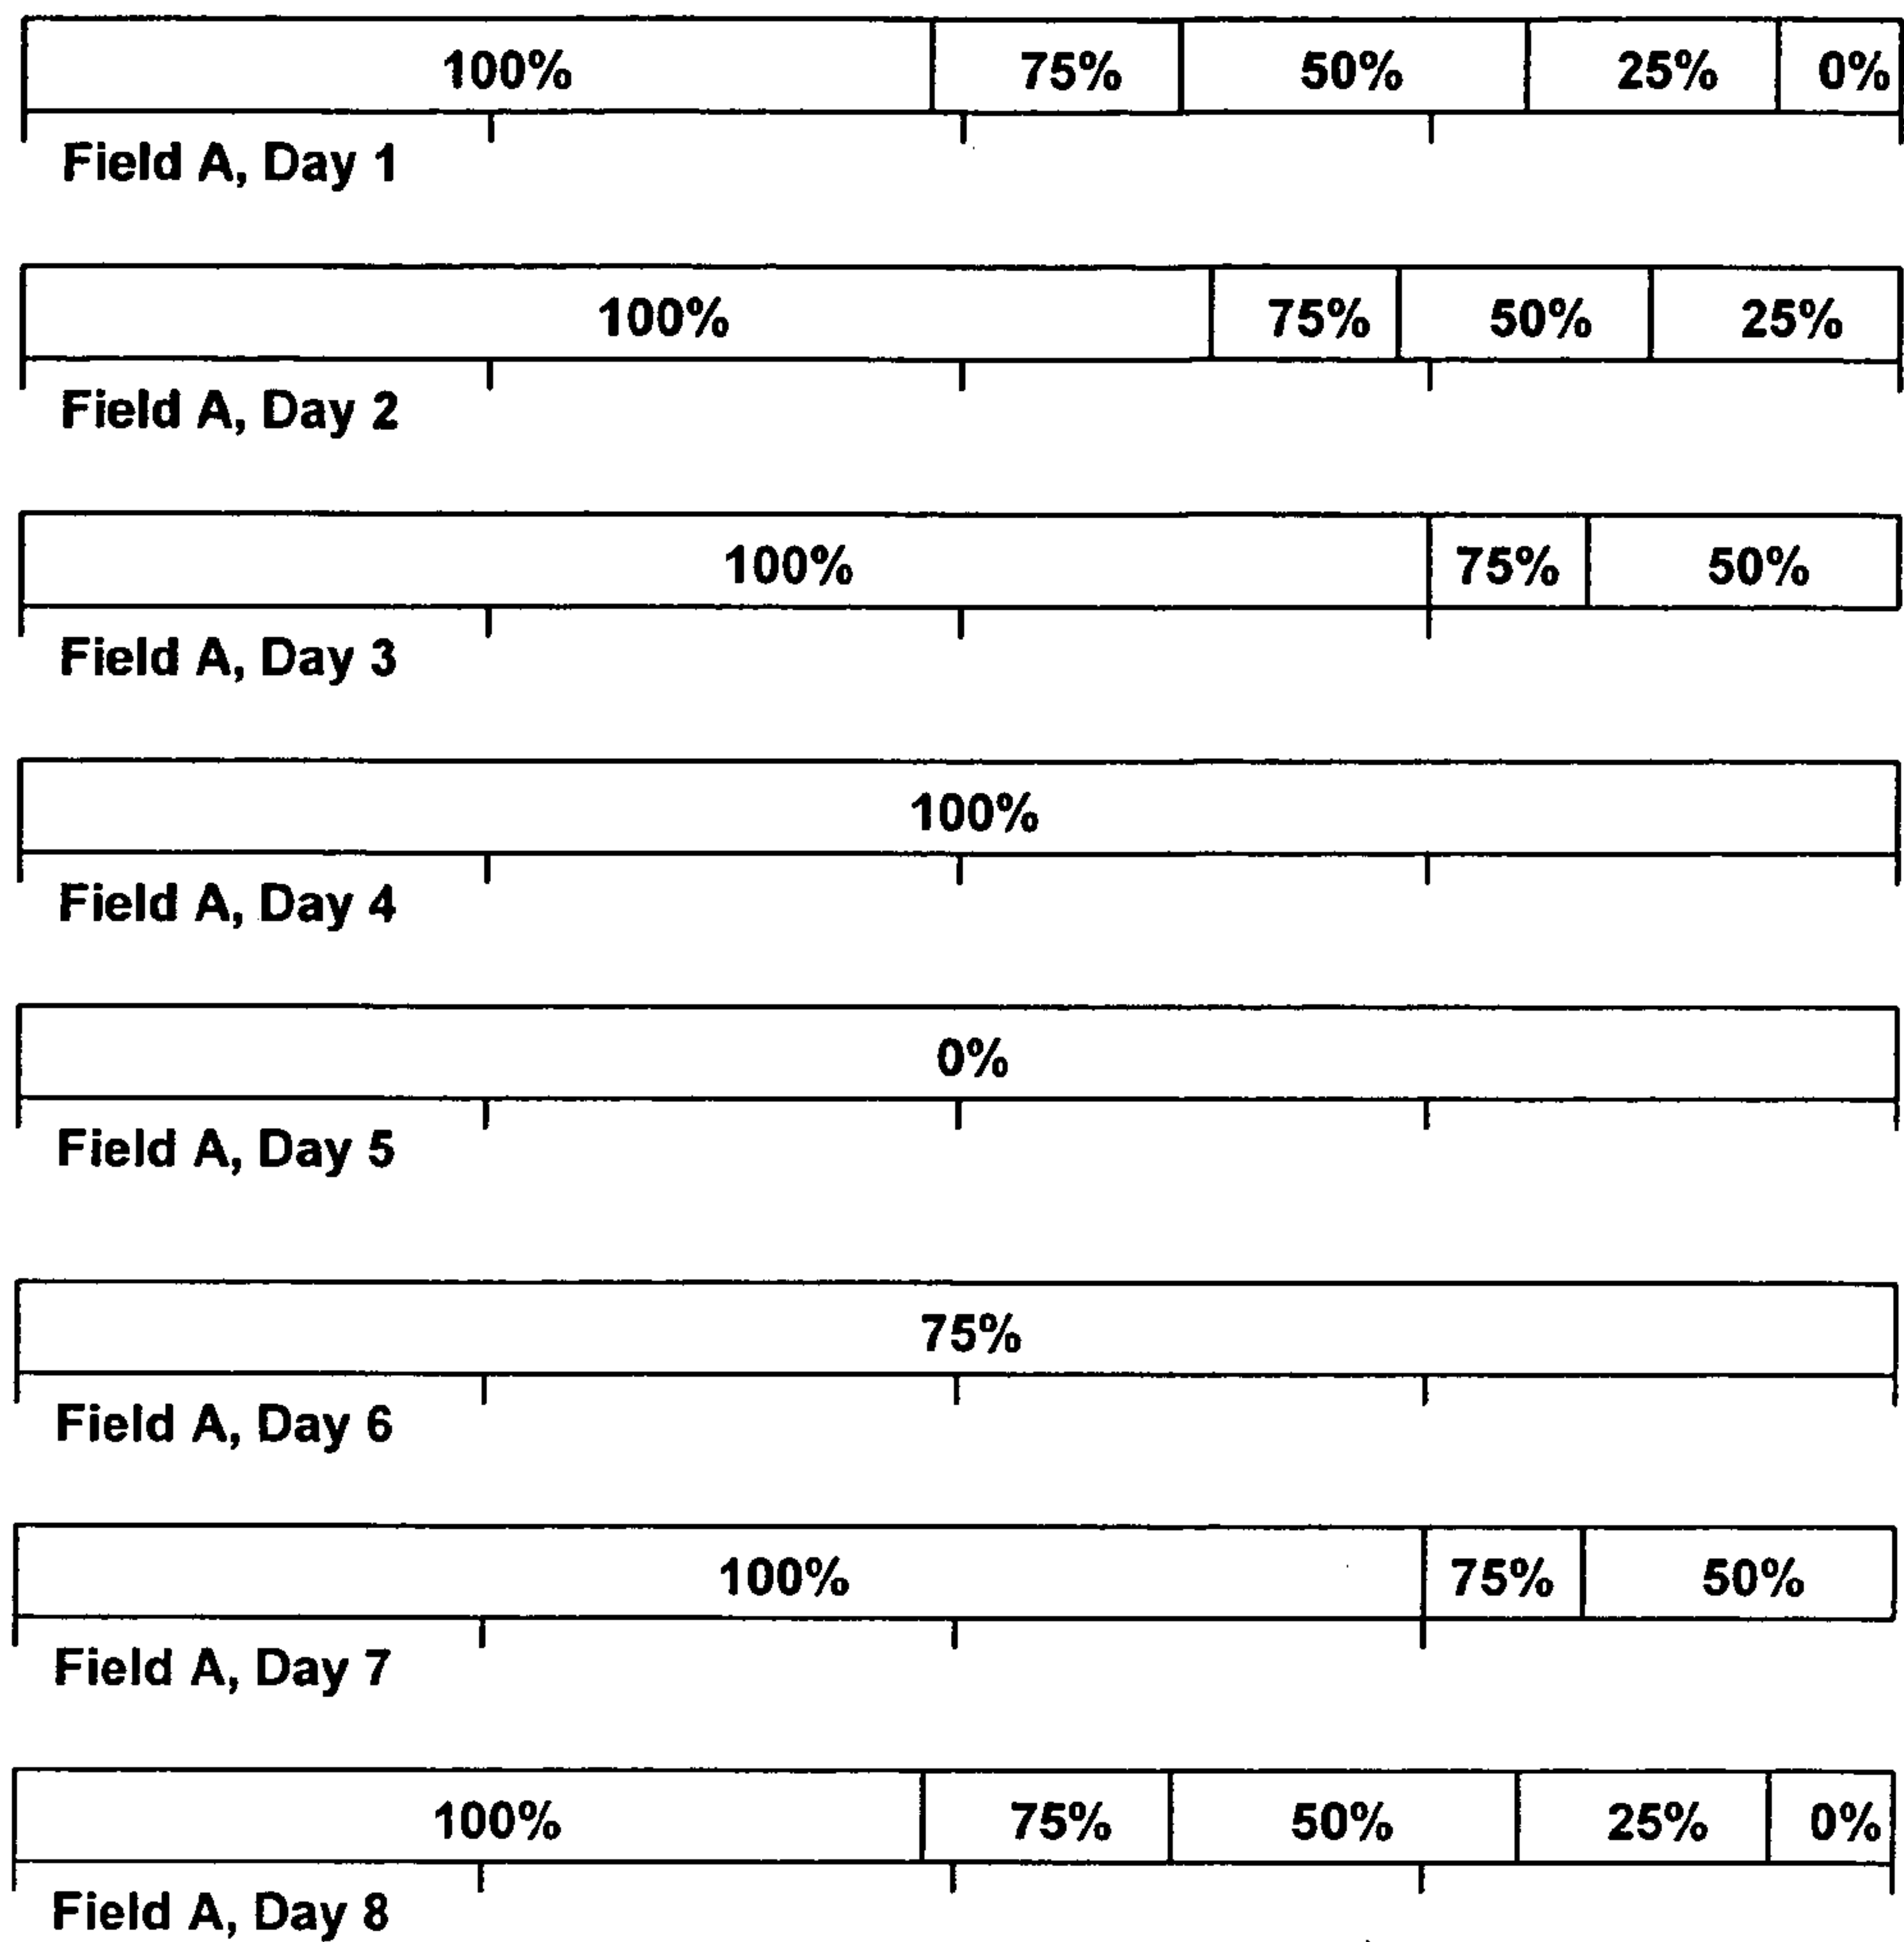 100% 75% 50% 25% 0%
Field A, Day 1
100% 75% 50% 25%
Field A, Day 2
100% 75% 50%
Field A, Day 3
100%
Field A, Day 4
0%
Field A, Day 5
75%
Field A, Day 6
100% 75% 50%
Field A, Day 7
100% 75% 50% 25% 0%
Field A, Day 8